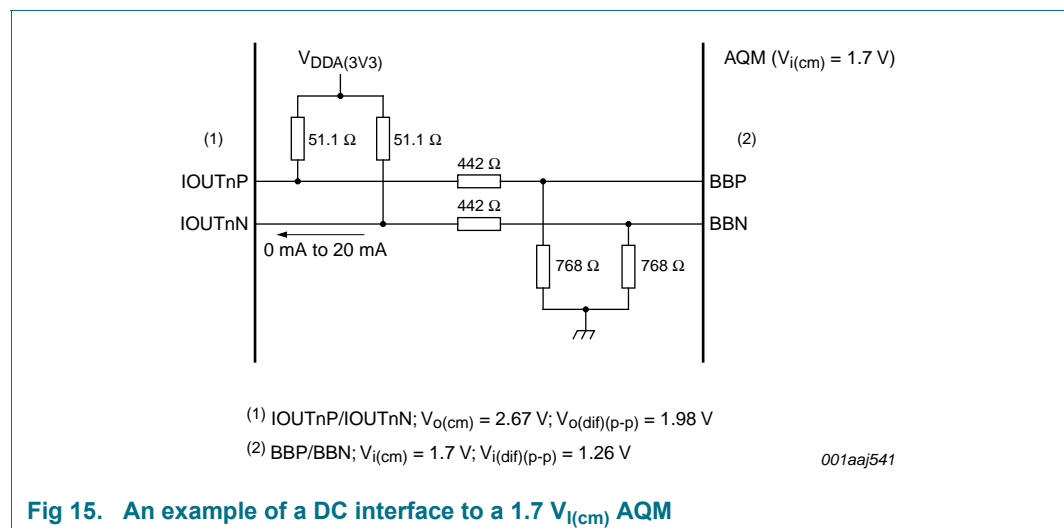 VDDA(3V3)
AQM (Vi(cm) = 1.7 V)
(1)
51.1 Ω
51.1 Ω
(2)
442 Ω
IOUTnP
BBP
442 Ω
IOUTnN
BBN
0 mA to 20 mA
768 Ω
768 Ω
(1) IOUTnP/IOUTnN; Vo(cm) = 2.67 V; Vo(dif)(p-p) = 1.98 V
(2) BBP/BBN; Vi(cm) = 1.7 V; Vi(dif)(p-p) = 1.26 V
001aaj541
Fig 15. An example of a DC interface to a 1.7 VI(cm) AQM